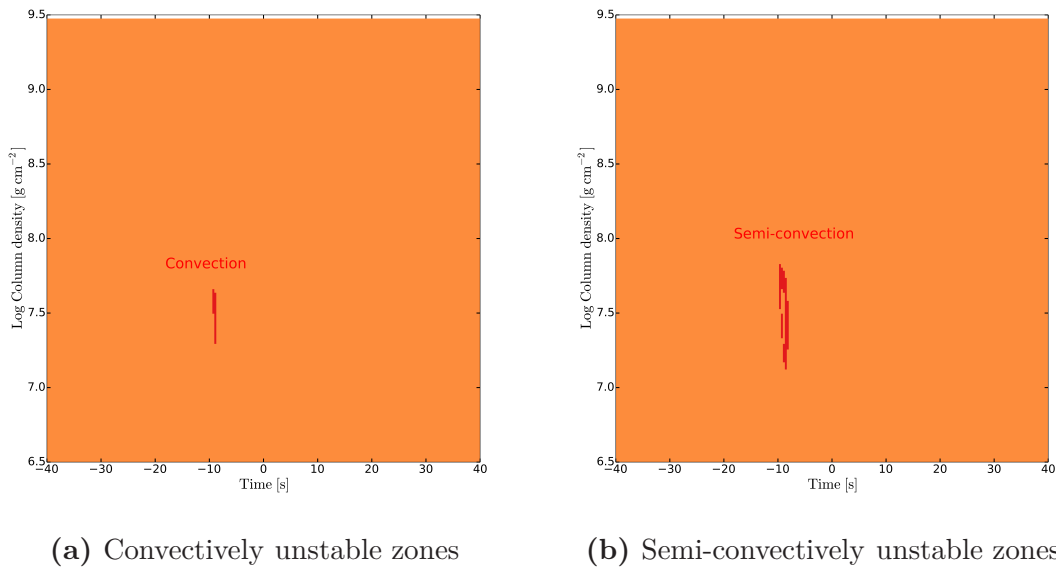 9.5
9.0
8.5
8.0
7.5
7.0
6.5
Log Column density [g cm⁻²]
Convection
−40 −30 −20 −10 0 10 20 30 40
Time [s]
(a) Convectively unstable zones
9.5
9.0
8.5
8.0
7.5
7.0
6.5
Log Column density [g cm⁻²]
Semi-convection
−40 −30 −20 −10 0 10 20 30 40
Time [s]
(b) Semi-convectively unstable zones